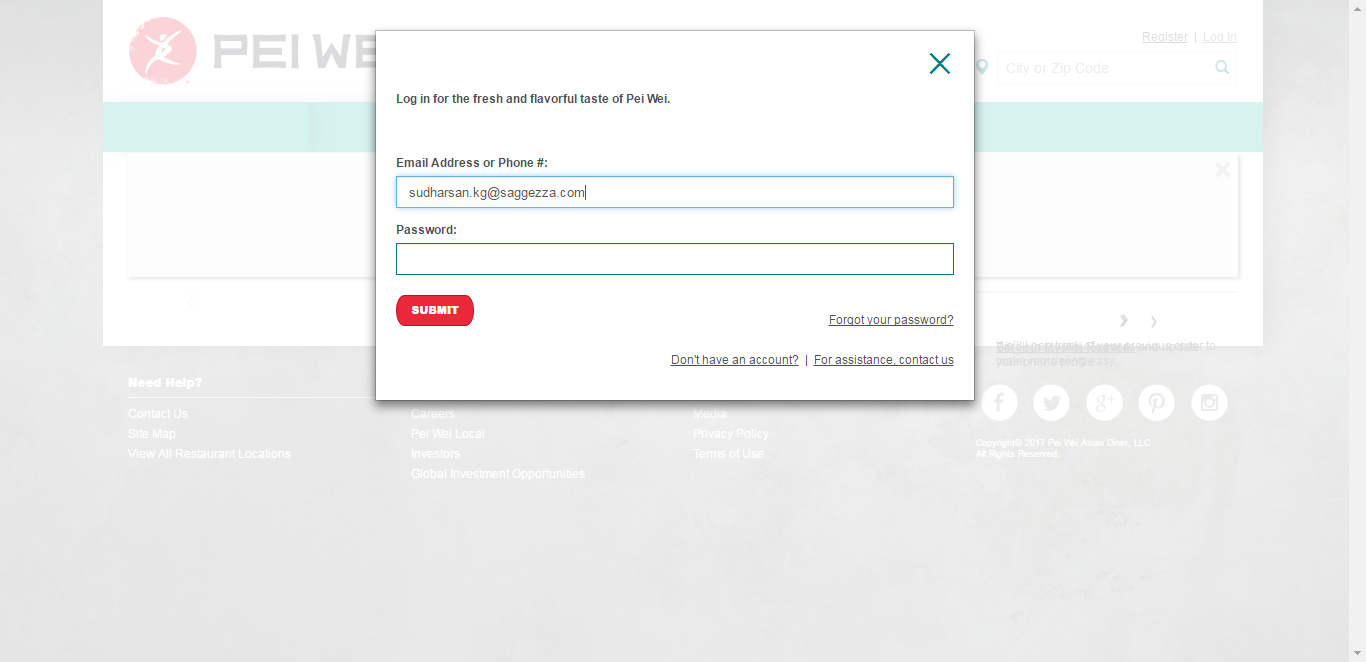 PEI WE
Register | Log In
City or Zip Code
Log in for the fresh and flavorful taste of Pei Wei.
Email Address or Phone #:
sudharsan.kg@saggezza.com
Password:
SUBMIT
Forgot your password?
Don't have an account? | For assistance, contact us
Need Help?
Contact Us
Site Map
View All Restaurant Locations
Careers
Pei Wei Local
Investors
Global Investment Opportunities
Media
Privacy Policy
Terms of Use
Copyright© 2017 Pei Wei Asian Diner, LLC
All Rights Reserved.